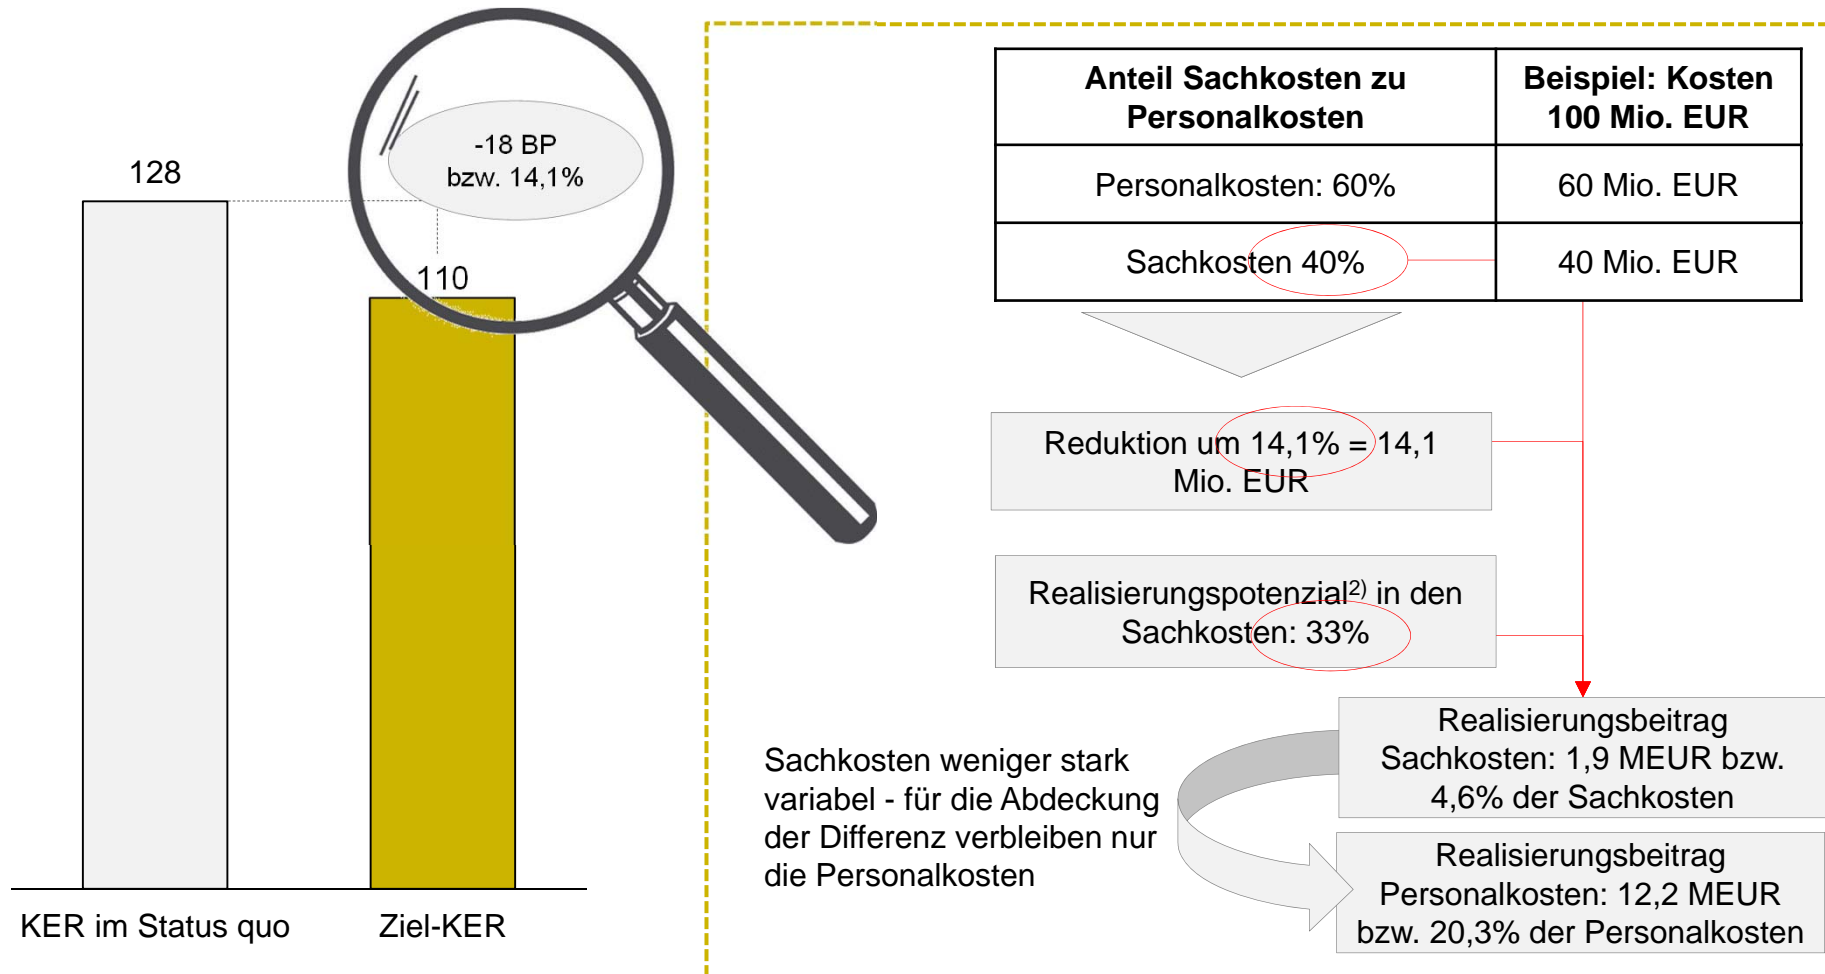 128
-18 BP
bzw. 14,1%
110
KER im Status quo
Ziel-KER
Anteil Sachkosten zu
Personalkosten
Beispiel: Kosten
100 Mio. EUR
Personalkosten: 60%
60 Mio. EUR
Sachkosten 40%
40 Mio. EUR
Reduktion um 14,1% = 14,1
Mio. EUR
Realisierungspotenzial²⁾ in den
Sachkosten: 33%
Realisierungsbeitrag
Sachkosten: 1,9 MEUR bzw.
4,6% der Sachkosten
Sachkosten weniger stark
variabel - für die Abdeckung
der Differenz verbleiben nur
die Personalkosten
Realisierungsbeitrag
Personalkosten: 12,2 MEUR
bzw. 20,3% der Personalkosten